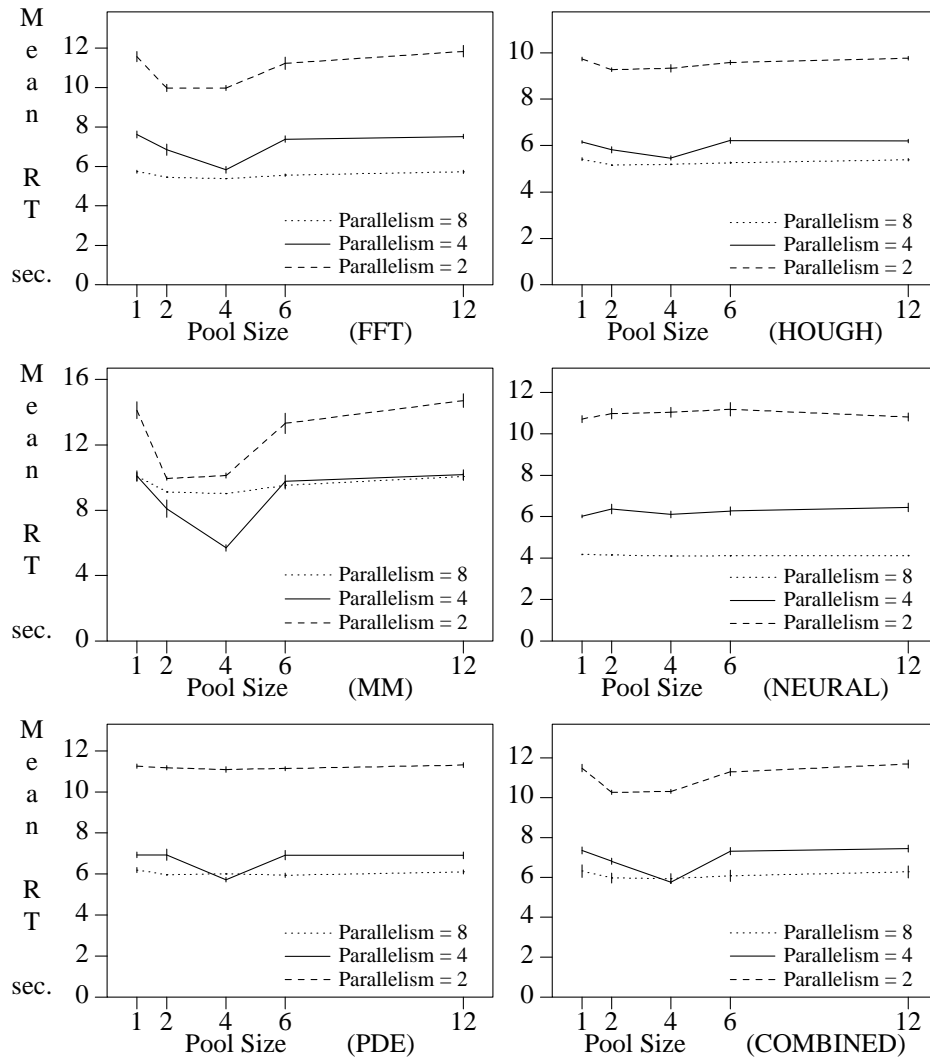 Mean RT sec.
12
10
8
6
4
2
0
Parallelism = 8
Parallelism = 4
Parallelism = 2
1 2 4 6 12
Pool Size (FFT)
10
8
6
4
2
0
Parallelism = 8
Parallelism = 4
Parallelism = 2
1 2 4 6 12
Pool Size (HOUGH)
Mean RT sec.
16
12
8
4
0
Parallelism = 8
Parallelism = 4
Parallelism = 2
1 2 4 6 12
Pool Size (MM)
12
10
8
6
4
2
0
Parallelism = 8
Parallelism = 4
Parallelism = 2
1 2 4 6 12
Pool Size (NEURAL)
Mean RT sec.
12
10
8
6
4
2
0
Parallelism = 8
Parallelism = 4
Parallelism = 2
1 2 4 6 12
Pool Size (PDE)
12
10
8
6
4
2
0
Parallelism = 8
Parallelism = 4
Parallelism = 2
1 2 4 6 12
Pool Size (COMBINED)